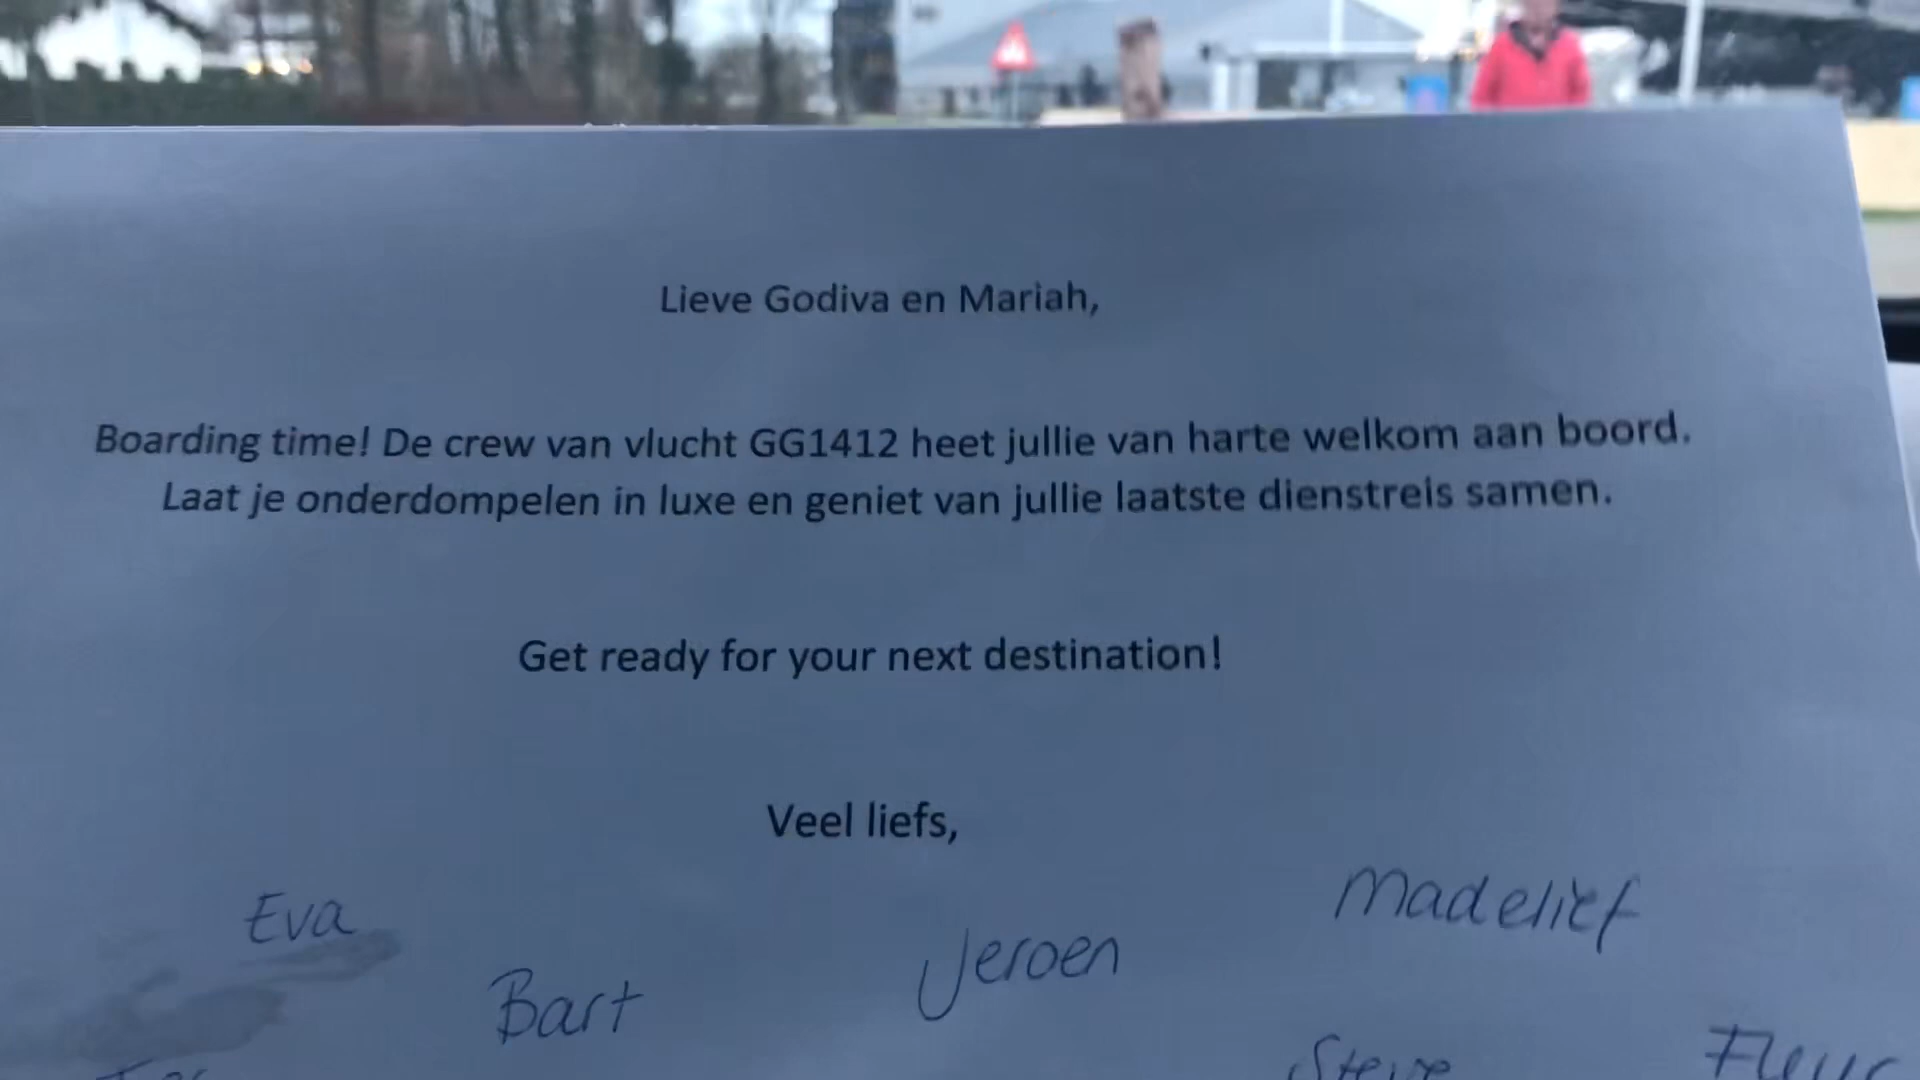 Lieve Godiva en Mariah,
Boarding time! De crew van vlucht GG1412 heet jullie van harte welkom aan boord.
Laat je onderdompelen in luxe en geniet van jullie laatste dienstreis samen.
Get ready for your next destination!
Veel liefs,
Madelief
Eva
Jeroen
Bart
Fleur